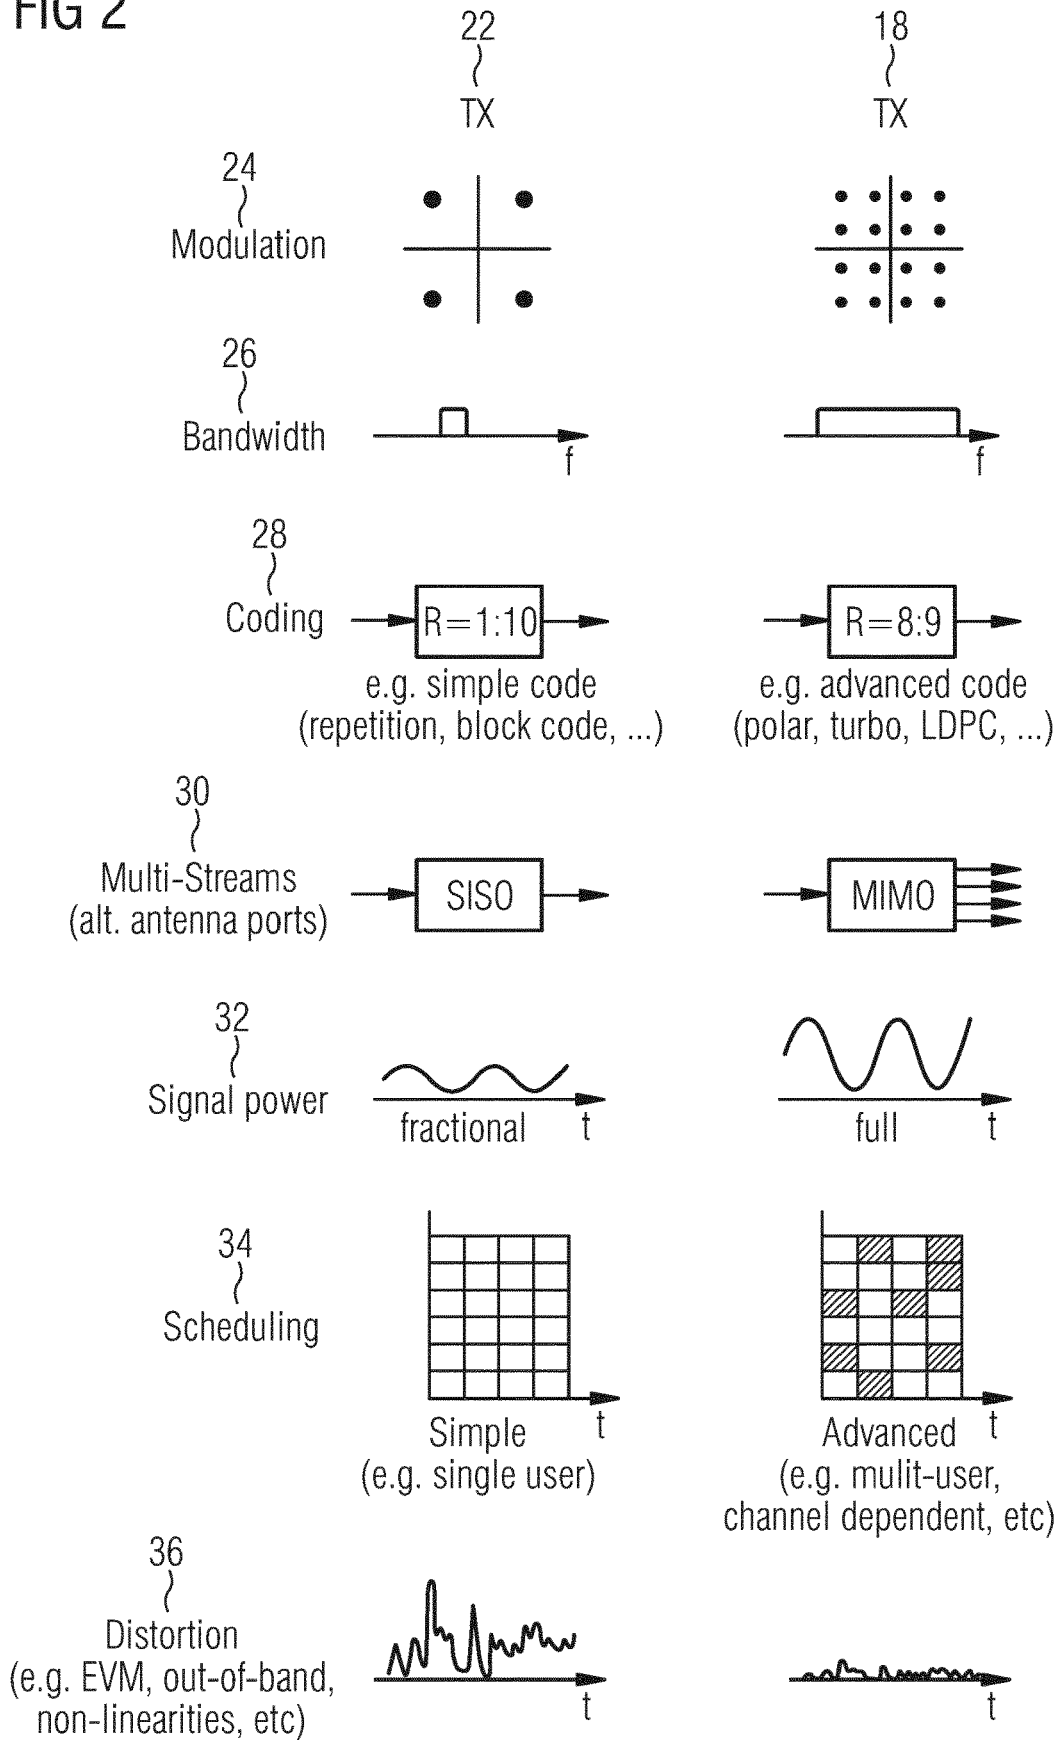 FIG 2
22
18
TX
TX
24
Modulation
26
Bandwidth
f
f
28
Coding
R=1:10
R=8:9
e.g. simple code
(repetition, block code, ...)
e.g. advanced code
(polar, turbo, LDPC, ...)
30
Multi-Streams
(alt. antenna ports)
SISO
MIMO
32
Signal power
fractional
t
full
t
34
Scheduling
t
Simple
(e.g. single user)
t
Advanced
(e.g. mulit-user,
channel dependent, etc)
36
Distortion
(e.g. EVM, out-of-band,
non-linearities, etc)
t
t